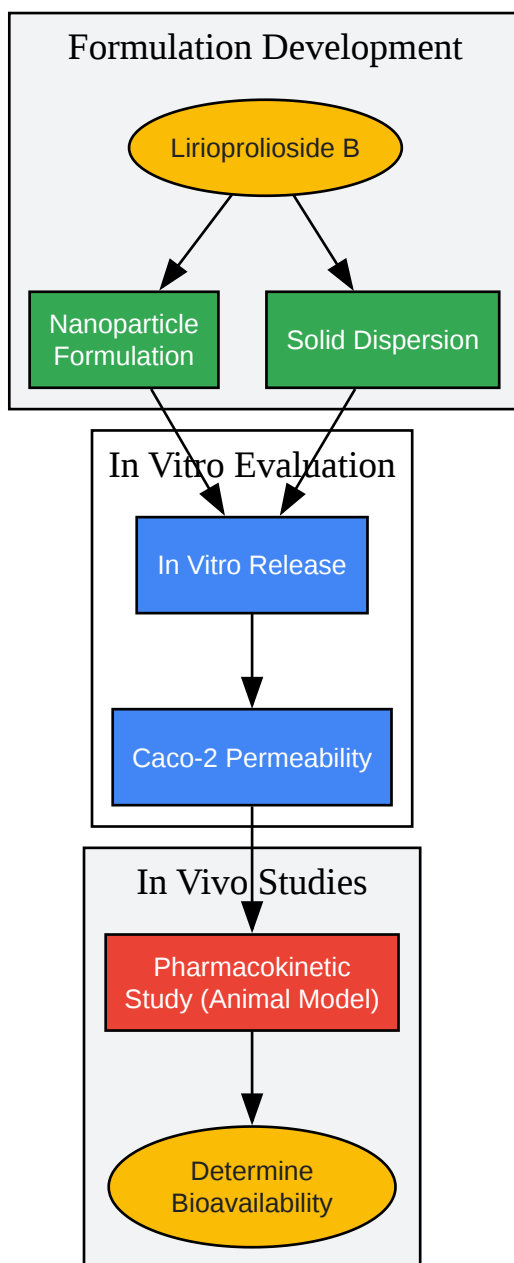 Formulation Development
Lirioprolioside B
Nanoparticle
Formulation
Solid Dispersion
In Vitro Evaluation
In Vitro Release
Caco-2 Permeability
In Vivo Studies
Pharmacokinetic
Study (Animal Model)
Determine
Bioavailability